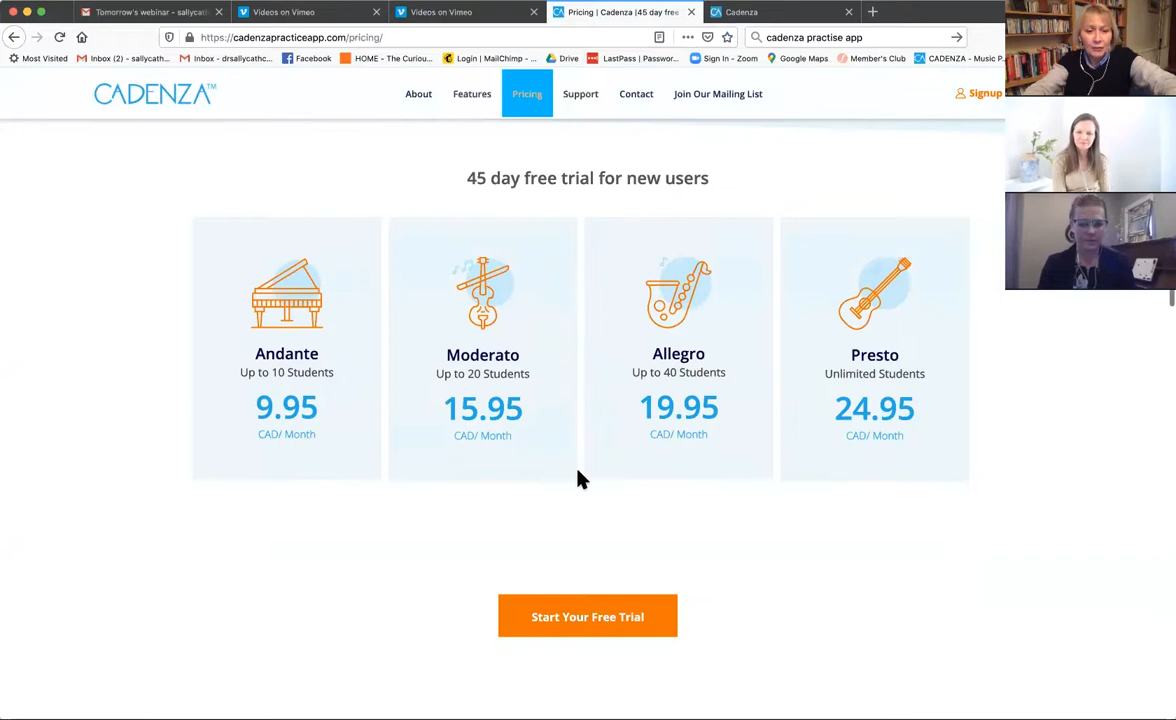 Tomorrow's webinar - sallycath
Videos on Vimeo
Videos on Vimeo
Pricing | Cadenza |45 day free
Cadenza
https://cadenzapracticeapp.com/pricing/
cadenza practise app
Most Visited
Inbox (2) - sallycath...
Inbox - drsallycath...
Facebook
HOME - The Curiou...
Login | MailChimp -...
Drive
LastPass | Passwor...
Sign In - Zoom
Google Maps
Member's Club
CADENZA - Music P...
CADENZA™
About
Features
Pricing
Support
Contact
Join Our Mailing List
Signup
45 day free trial for new users
Andante
Up to 10 Students
9.95
CAD/ Month
Moderato
Up to 20 Students
15.95
CAD/ Month
Allegro
Up to 40 Students
19.95
CAD/ Month
Presto
Unlimited Students
24.95
CAD/ Month
Start Your Free Trial